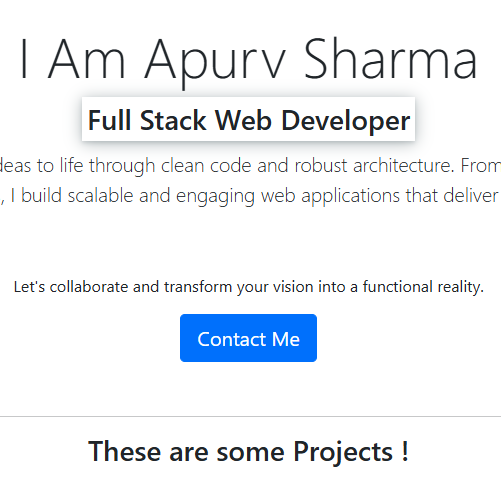 I Am Apurv Sharma
Full Stack Web Developer
deas to life through clean code and robust architecture. From
, I build scalable and engaging web applications that deliver
Let's collaborate and transform your vision into a functional reality.
Contact Me
These are some Projects !